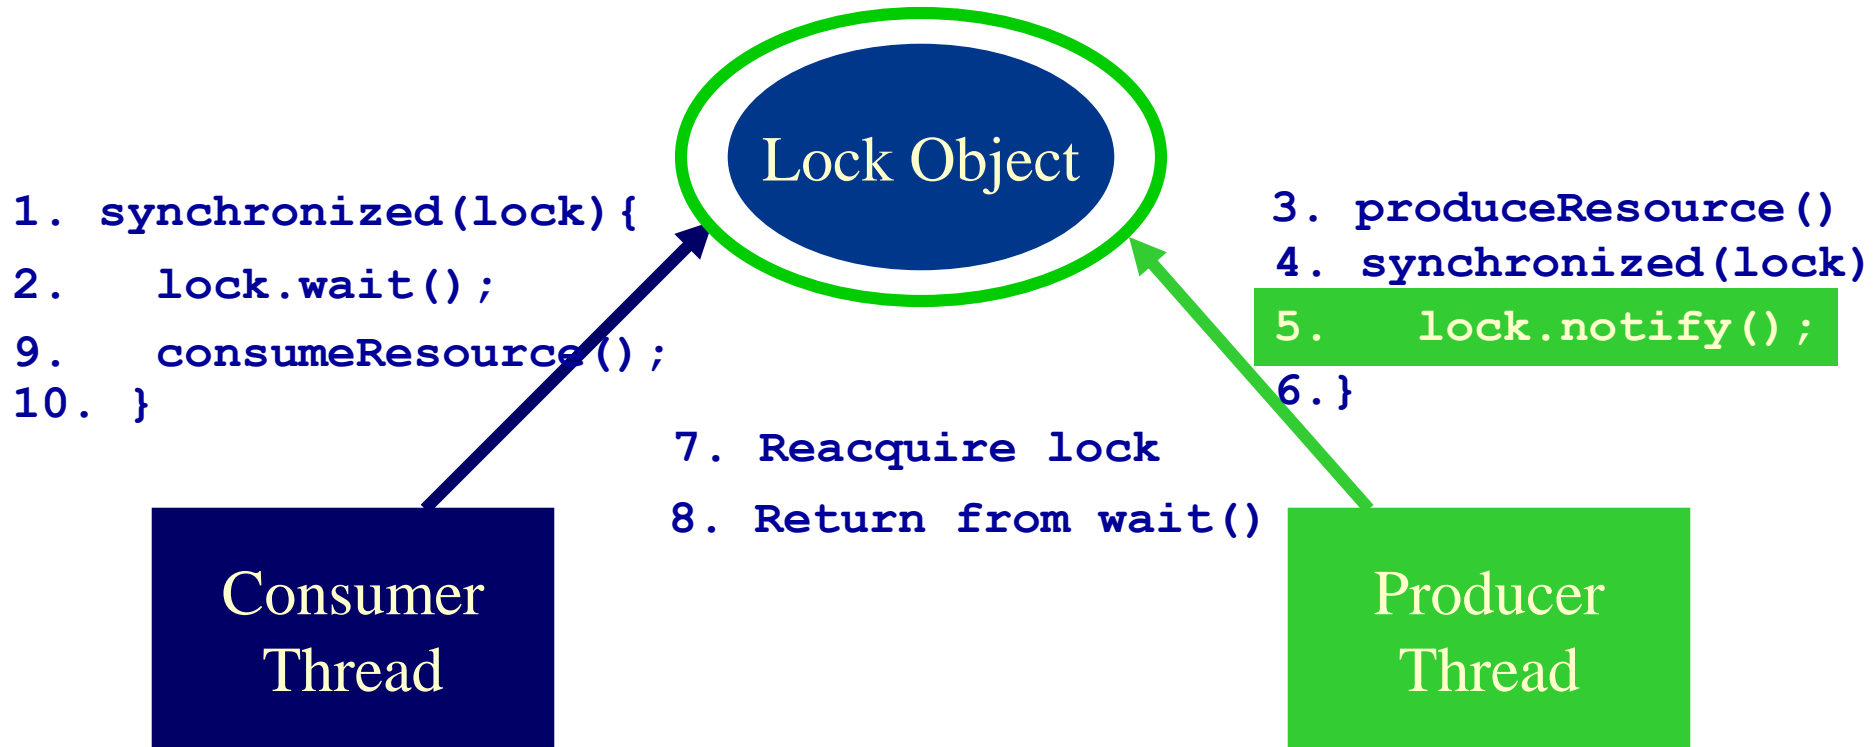 Lock Object
1. synchronized(lock){
2.   lock.wait();
9.   consumeResource();
10. }
3. produceResource()
4. synchronized(lock)
5.   lock.notify();
6.}
7. Reacquire lock
8. Return from wait()
Consumer
Thread
Producer
Thread